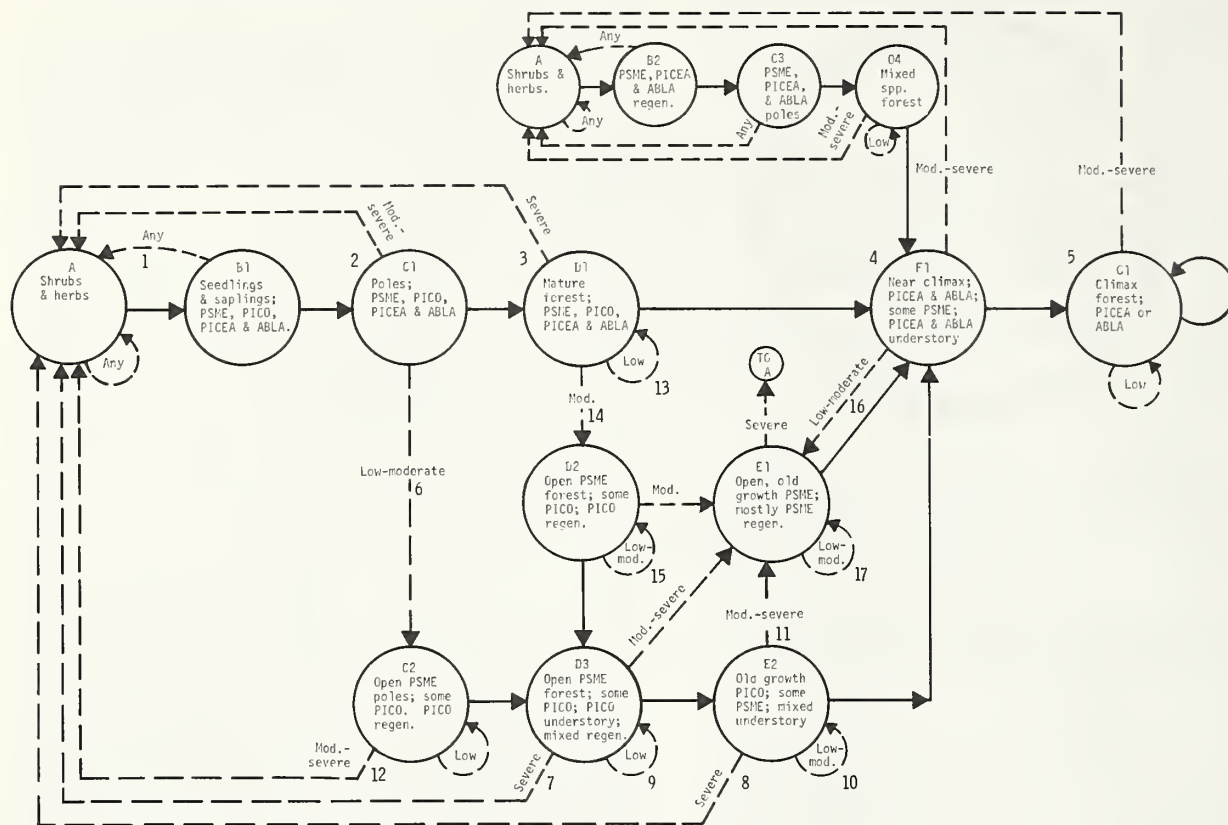 A
Shrubs &
herbs.
Any
Any
B2
PSME, PICEA
& ABLA
regen.
C3
PSME,
PICEA,
& ABLA
poles
Any
D4
Mixed
spp.
forest
Mod.-
severe
Low
Mod.-severe
Mod.-severe
A
Shrubs
& herbs
Any
Any
1
B1
Seedlings
& saplings;
PSME, PICO,
PICEA & ABLA.
Mod.-
severe
2
C1
Poles;
PSME, PICO,
PICEA & ABLA
Severe
3
D1
Mature
forest;
PSME, PICO,
PICEA & ABLA
Low
13
4
F1
Near climax;
PICEA & ABLA;
some PSME;
PICEA & ABLA
understory
5
G1
Climax
forest;
PICEA or
ABLA
Low
Mod.
14
TO
A
Severe
Low-moderate
16
Low-moderate
6
D2
Open PSME
forest; some
PICO; PICO
regen.
Mod.
Low-
mod.
15
E1
Open, old
growth PSME;
mostly PSME
regen.
Low-
mod.
17
Mod.-severe
Mod.-severe
11
C2
Open PSME
poles; some
PICO. PICO
regen.
Low
Mod.-
severe
12
D3
Open PSME
forest; some
PICO; PICO
understory;
mixed regen.
Severe
7
Low
9
E2
Old growth
PICO; some
PSME; mixed
understory
Severe
8
Low-
mod.
10